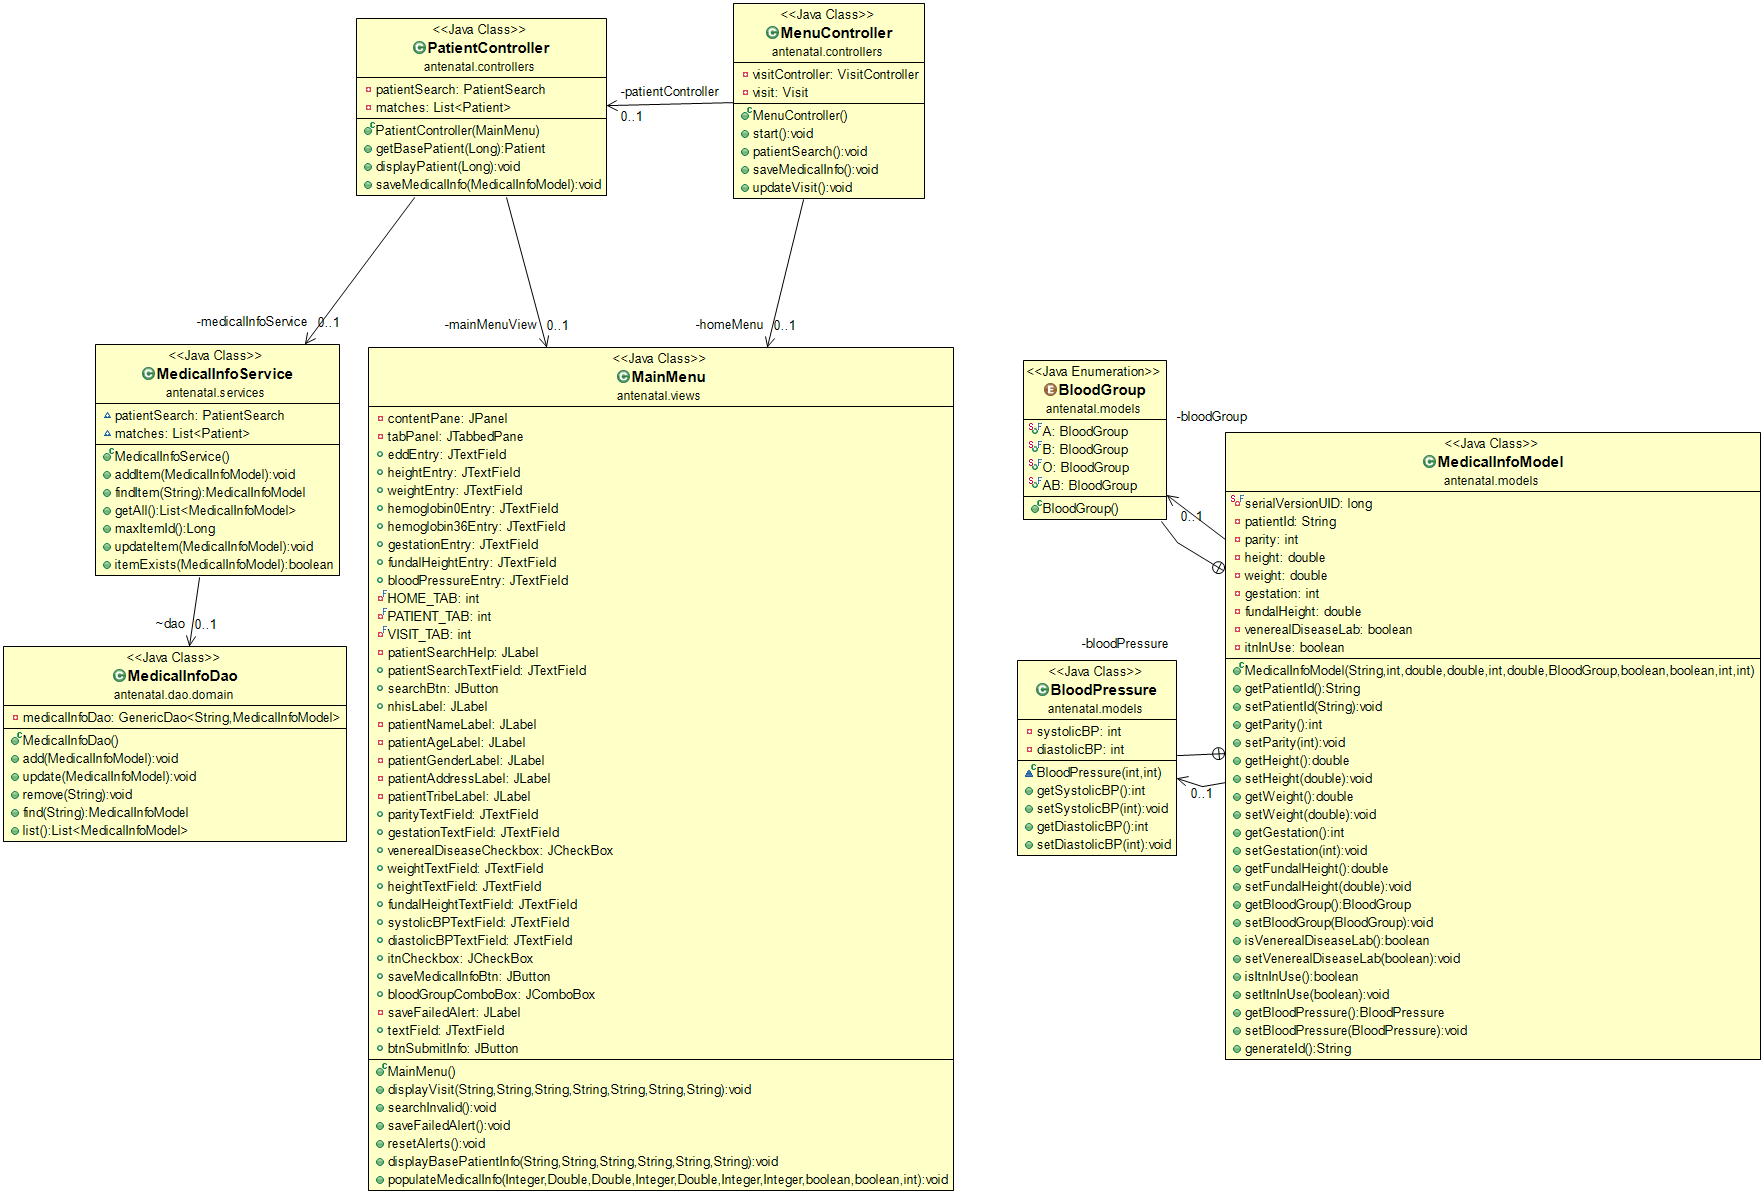 <<Java Class>>
PatientController
antenatal.controllers
patientSearch: PatientSearch
matches: List<Patient>
PatientController(MainMenu)
getBasePatient(Long):Patient
displayPatient(Long):void
saveMedicalInfo(MedicalInfoModel):void
<<Java Class>>
MenuController
antenatal.controllers
visitController: VisitController
visit: Visit
MenuController()
start():void
patientSearch():void
saveMedicalInfo():void
updateVisit():void
-patientController
0..1
-medicalInfoService
0..1
-mainMenuView
0..1
-homeMenu
0..1
<<Java Class>>
MedicalInfoService
antenatal.services
patientSearch: PatientSearch
matches: List<Patient>
MedicalInfoService()
addItem(MedicalInfoModel):void
findItem(String):MedicalInfoModel
getAll():List<MedicalInfoModel>
maxItemId():Long
updateItem(MedicalInfoModel):void
itemExists(MedicalInfoModel):boolean
~dao
0..1
<<Java Class>>
MedicalInfoDao
antenatal.dao.domain
medicalInfoDao: GenericDao<String,MedicalInfoModel>
MedicalInfoDao()
add(MedicalInfoModel):void
update(MedicalInfoModel):void
remove(String):void
find(String):MedicalInfoModel
list():List<MedicalInfoModel>
<<Java Class>>
MainMenu
antenatal.views
contentPane: JPanel
tabPanel: JTabbedPane
eddEntry: JTextField
heightEntry: JTextField
weightEntry: JTextField
hemoglobin0Entry: JTextField
hemoglobin36Entry: JTextField
gestationEntry: JTextField
fundalHeightEntry: JTextField
bloodPressureEntry: JTextField
HOME_TAB: int
PATIENT_TAB: int
VISIT_TAB: int
patientSearchHelp: JLabel
patientSearchTextField: JTextField
searchBtn: JButton
nhisLabel: JLabel
patientNameLabel: JLabel
patientAgeLabel: JLabel
patientGenderLabel: JLabel
patientAddressLabel: JLabel
patientTribeLabel: JLabel
parityTextField: JTextField
gestationTextField: JTextField
venerealDiseaseCheckbox: JCheckBox
weightTextField: JTextField
heightTextField: JTextField
fundalHeightTextField: JTextField
systolicBPTextField: JTextField
diastolicBPTextField: JTextField
itnCheckbox: JCheckBox
saveMedicalInfoBtn: JButton
bloodGroupComboBox: JComboBox
saveFailedAlert: JLabel
textField: JTextField
btnSubmitInfo: JButton
MainMenu()
displayVisit(String,String,String,String,String,String,String):void
searchInvalid():void
saveFailedAlert():void
resetAlerts():void
displayBasePatientInfo(String,String,String,String,String,String):void
populateMedicalInfo(Integer,Double,Double,Integer,Double,Integer,Integer,boolean,boolean,int):void
<<Java Enumeration>>
BloodGroup
antenatal.models
A: BloodGroup
B: BloodGroup
O: BloodGroup
AB: BloodGroup
BloodGroup()
-bloodGroup
0..1
-bloodPressure
0..1
<<Java Class>>
BloodPressure
antenatal.models
systolicBP: int
diastolicBP: int
BloodPressure(int,int)
getSystolicBP():int
setSystolicBP(int):void
getDiastolicBP():int
setDiastolicBP(int):void
<<Java Class>>
MedicalInfoModel
antenatal.models
serialVersionUID: long
patientId: String
parity: int
height: double
weight: double
gestation: int
fundalHeight: double
venerealDiseaseLab: boolean
itnInUse: boolean
MedicalInfoModel(String,int,double,double,int,double,BloodGroup,boolean,boolean,int,int)
getPatientId():String
setPatientId(String):void
getParity():int
setParity(int):void
getHeight():double
setHeight(double):void
getWeight():double
setWeight(double):void
getGestation():int
setGestation(int):void
getFundalHeight():double
setFundalHeight(double):void
getBloodGroup():BloodGroup
setBloodGroup(BloodGroup):void
isVenerealDiseaseLab():boolean
setVenerealDiseaseLab(boolean):void
isItnInUse():boolean
setItnInUse(boolean):void
getBloodPressure():BloodPressure
setBloodPressure(BloodPressure):void
generateId():String